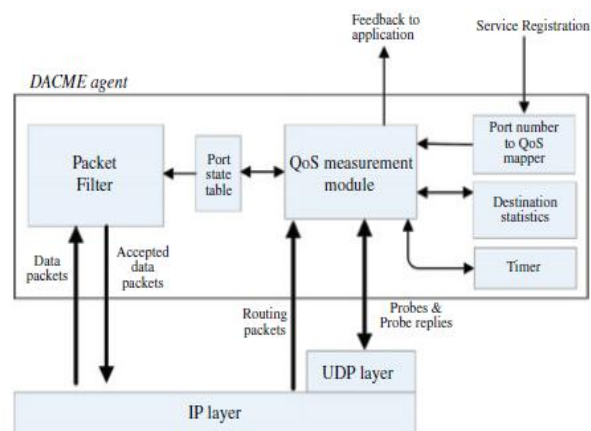 Feedback to
application
Service Registration
DACME agent
Packet
Filter
Port
state
table
QoS measurement
module
Port number
to QoS
mapper
Destination
statistics
Timer
Data
packets
Accepted
data
packets
Routing
packets
Probes &
Probe replies
UDP layer
IP layer